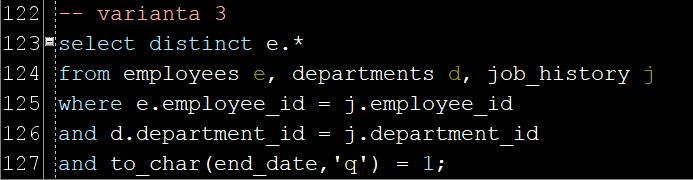 122 -- varianta 3
123 select distinct e.*
124 from employees e, departments d, job_history j
125 where e.employee_id = j.employee_id
126 and d.department_id = j.department_id
127 and to_char(end_date,'q') = 1;